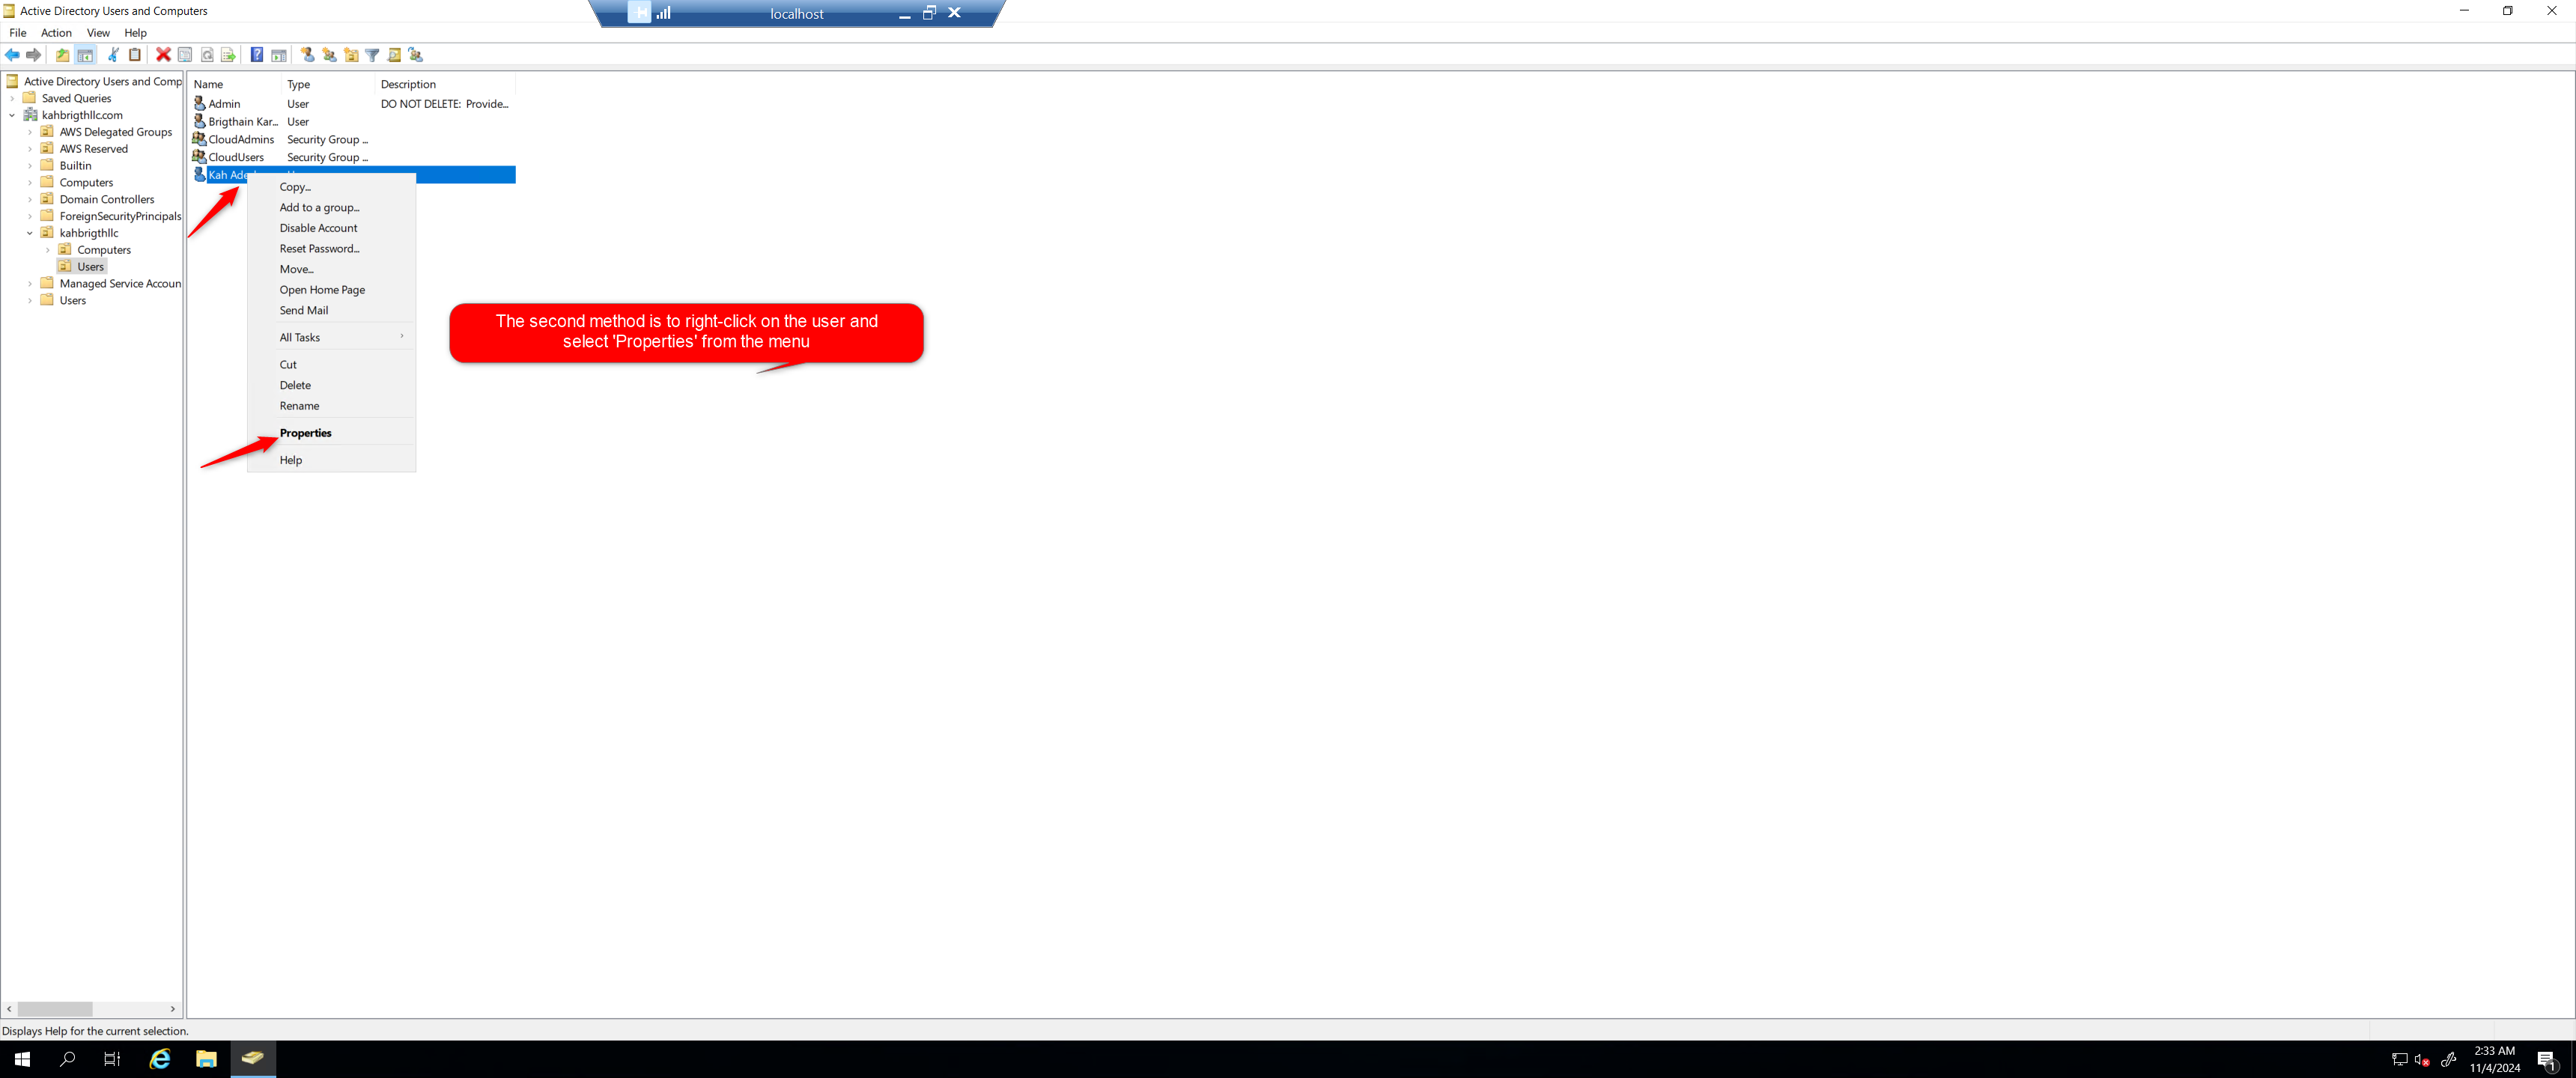 Active Directory Users and Computers
localhost
File Action View Help
Active Directory Users and Comp
Saved Queries
kahbrigthllc.com
AWS Delegated Groups
AWS Reserved
Builtin
Computers
Domain Controllers
ForeignSecurityPrincipals
kahbrigthllc
Computers
Users
Managed Service Accoun
Users
Name Type Description
Admin User DO NOT DELETE: Provide...
Brigthain Kar... User
CloudAdmins Security Group ...
CloudUsers Security Group ...
Kah Ade
Copy...
Add to a group...
Disable Account
Reset Password...
Move...
Open Home Page
Send Mail
All Tasks
Cut
Delete
Rename
Properties
Help
The second method is to right-click on the user and
select 'Properties' from the menu
Displays Help for the current selection.
2:33 AM
11/4/2024
1